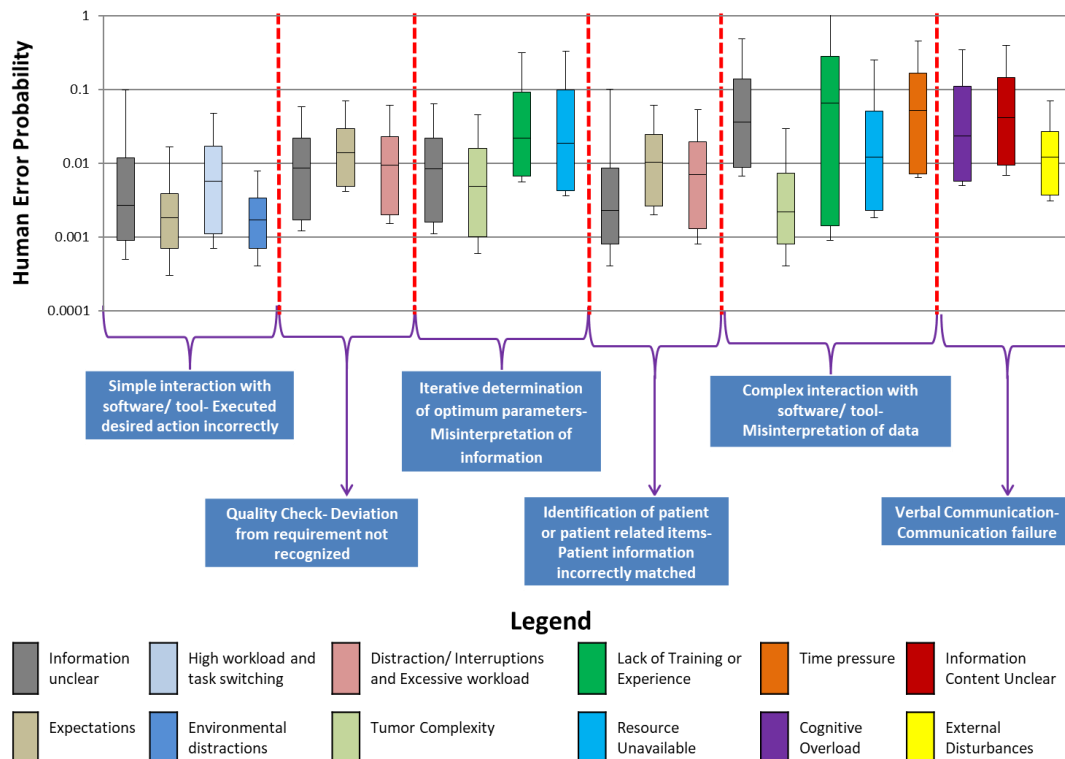 Human Error Probability
1
0.1
0.01
0.001
0.0001
Simple interaction with
software/ tool- Executed
desired action incorrectly
Quality Check- Deviation
from requirement not
recognized
Iterative determination
of optimum parameters-
Misinterpretation of
information
Identification of patient
or patient related items-
Patient information
incorrectly matched
Complex interaction with
software/ tool-
Misinterpretation of data
Verbal Communication-
Communication failure
Legend
Information
unclear
High workload and
task switching
Distraction/ Interruptions
and Excessive workload
Lack of Training or
Experience
Time pressure
Information
Content Unclear
Expectations
Environmental
distractions
Tumor Complexity
Resource
Unavailable
Cognitive
Overload
External
Disturbances